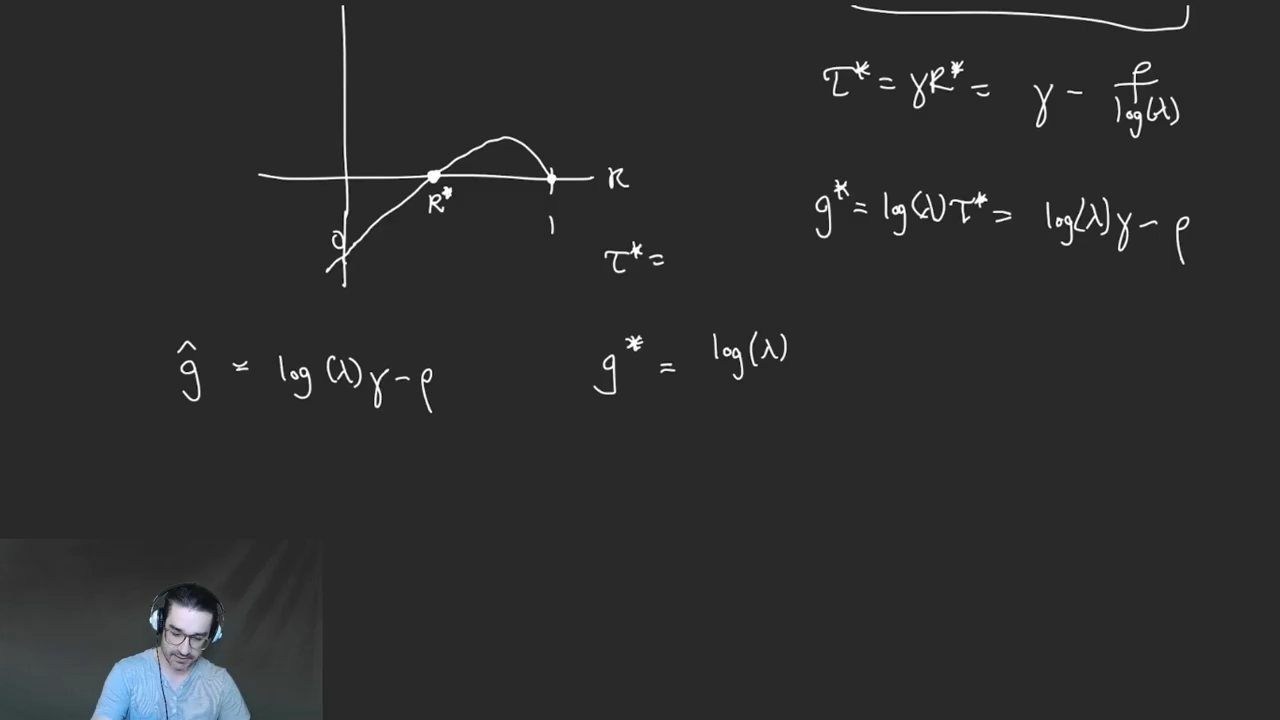 τ* = γR* = γ - ρ/log(λ)
R
R*
1
0
g* = log(λ)τ* = log(λ)γ - ρ
τ* =
ĝ = log(λ)γ - ρ
g* = log(λ)